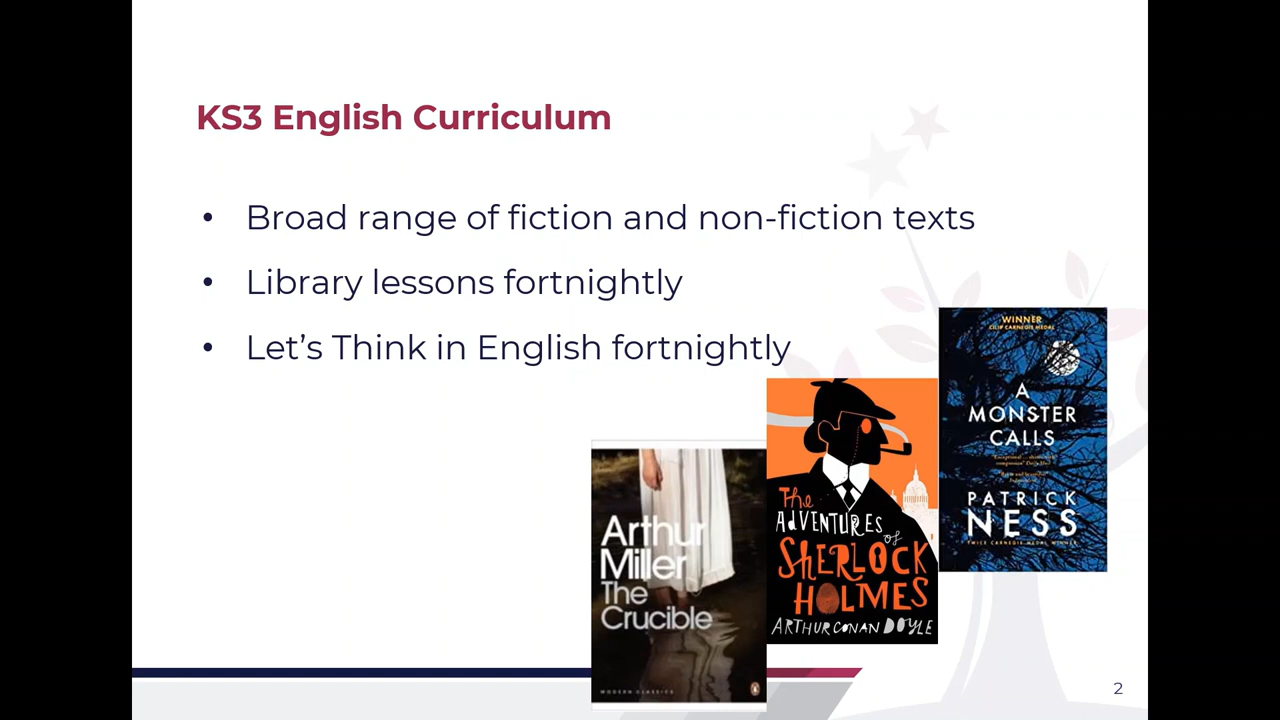 KS3 English Curriculum
• Broad range of fiction and non-fiction texts
• Library lessons fortnightly
• Let's Think in English fortnightly
WINNER
CILIP CARNEGIE MEDAL
A
MONSTER
CALLS
PATRICK
NESS
TWICE CARNEGIE MEDAL WINNER
The
ADVENTURES
of
SHERLOCK
HOLMES
ARTHUR CONAN DOYLE
Arthur
Miller
The
Crucible
MODERN CLASSICS
2